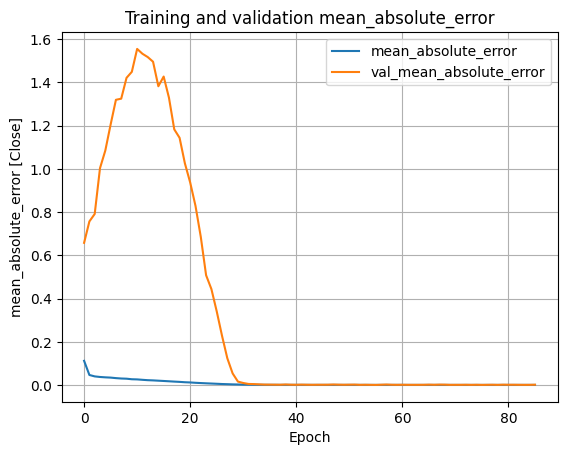 Training and validation mean_absolute_error
mean_absolute_error
val_mean_absolute_error
mean_absolute_error [Close]
1.6
1.4
1.2
1.0
0.8
0.6
0.4
0.2
0.0
0 20 40 60 80
Epoch